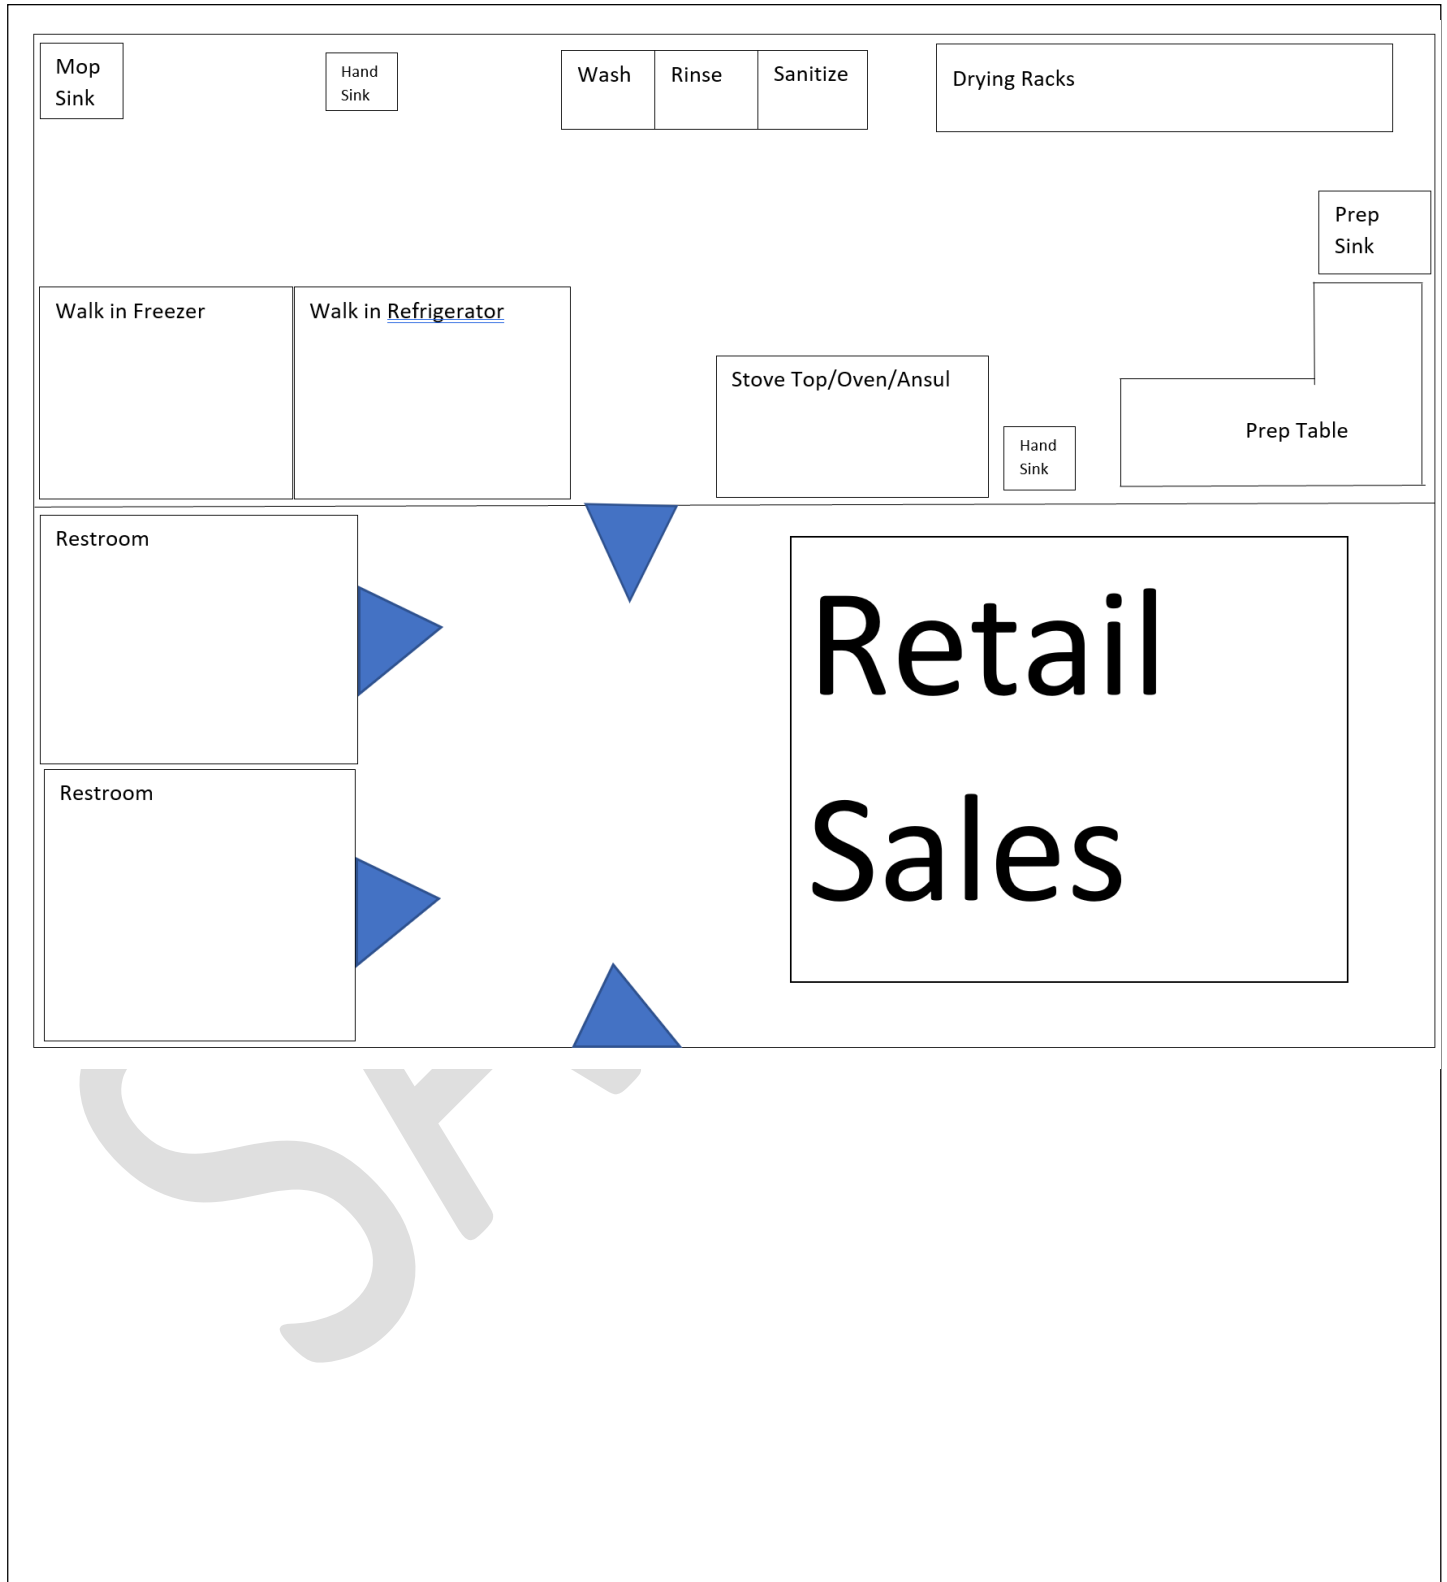 Mop
Sink
Hand
Sink
Wash
Rinse
Sanitize
Drying Racks
Prep
Sink
Walk in Freezer
Walk in Refrigerator
Stove Top/Oven/Ansul
Hand
Sink
Prep Table
Restroom
Retail
Sales
Restroom